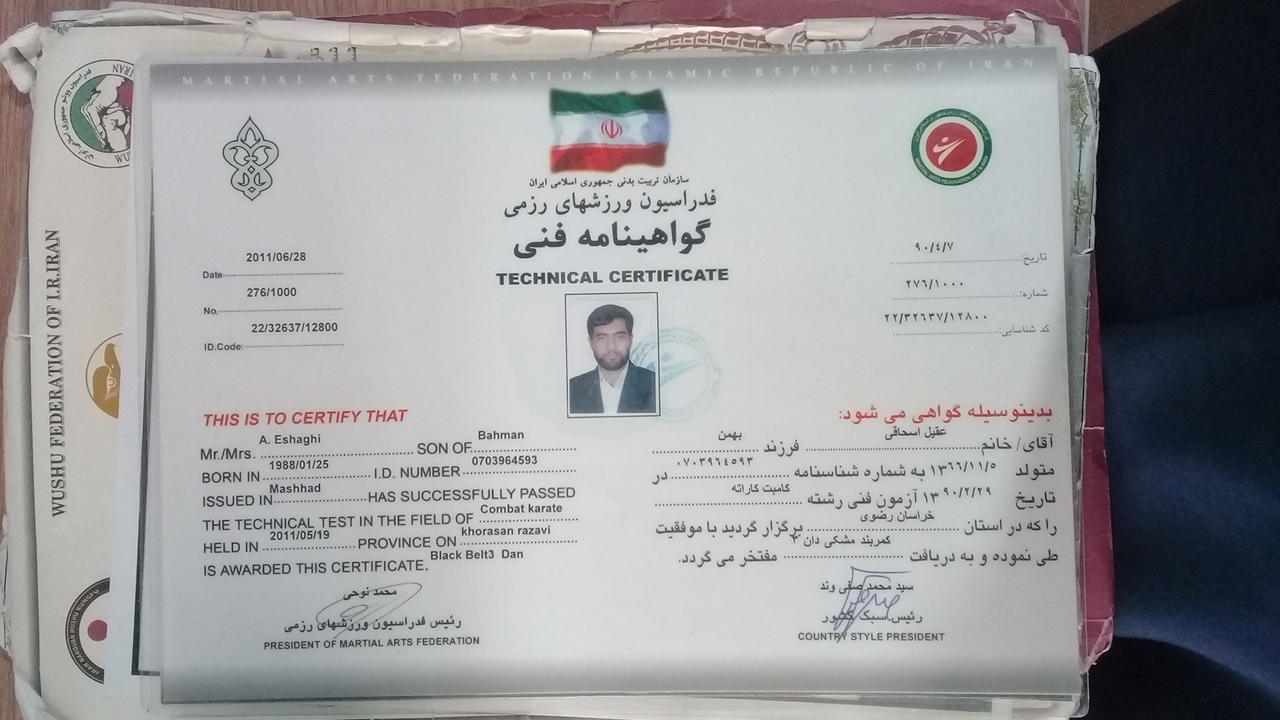 MARTIAL ARTS FEDERATION ISLAMIC REPUBLIC OF IRAN
سازمان تربیت بدنی جمهوری اسلامی ایران
فدراسیون ورزشهای رزمی
گواهینامه فنی
TECHNICAL CERTIFICATE
2011/06/28
Date
276/1000
No.
22/32637/12800
ID.Code:
۹۰/۴/۷
تاریخ:
۲۷۶/۱۰۰۰
شماره:
۲۲/۳۲۶۳۷/۱۲۸۰۰
کد شناسایی:
THIS IS TO CERTIFY THAT
Mr./Mrs. A. Eshaghi SON OF Bahman
BORN IN 1988/01/25 I.D. NUMBER 0703964593
ISSUED IN Mashhad HAS SUCCESSFULLY PASSED
THE TECHNICAL TEST IN THE FIELD OF Combat karate
HELD IN 2011/05/19 PROVINCE ON khorasan razavi
IS AWARDED THIS CERTIFICATE. Black Belt3 Dan
بدینوسیله گواهی می شود:
آقای/ خانم عقیل اسحاقی فرزند بهمن
متولد ۱۳۶۶/۱۱/۵ به شماره شناسنامه ۰۷۰۳۹۶۴۵۹۳ در
تاریخ ۱۳۹۰/۲/۲۹ آزمون فنی رشته کامبت کاراته
را که در استان خراسان رضوی برگزار گردید با موفقیت
طی نموده و به دریافت کمربند مشکی دان ۳ مفتخر می گردد.
محمد نوحی
رئیس فدراسیون ورزشهای رزمی
PRESIDENT OF MARTIAL ARTS FEDERATION
سید محمد صفی وند
رئیس سبک کشور
COUNTRY STYLE PRESIDENT
WUSHU FEDERATION OF I.R.IRAN